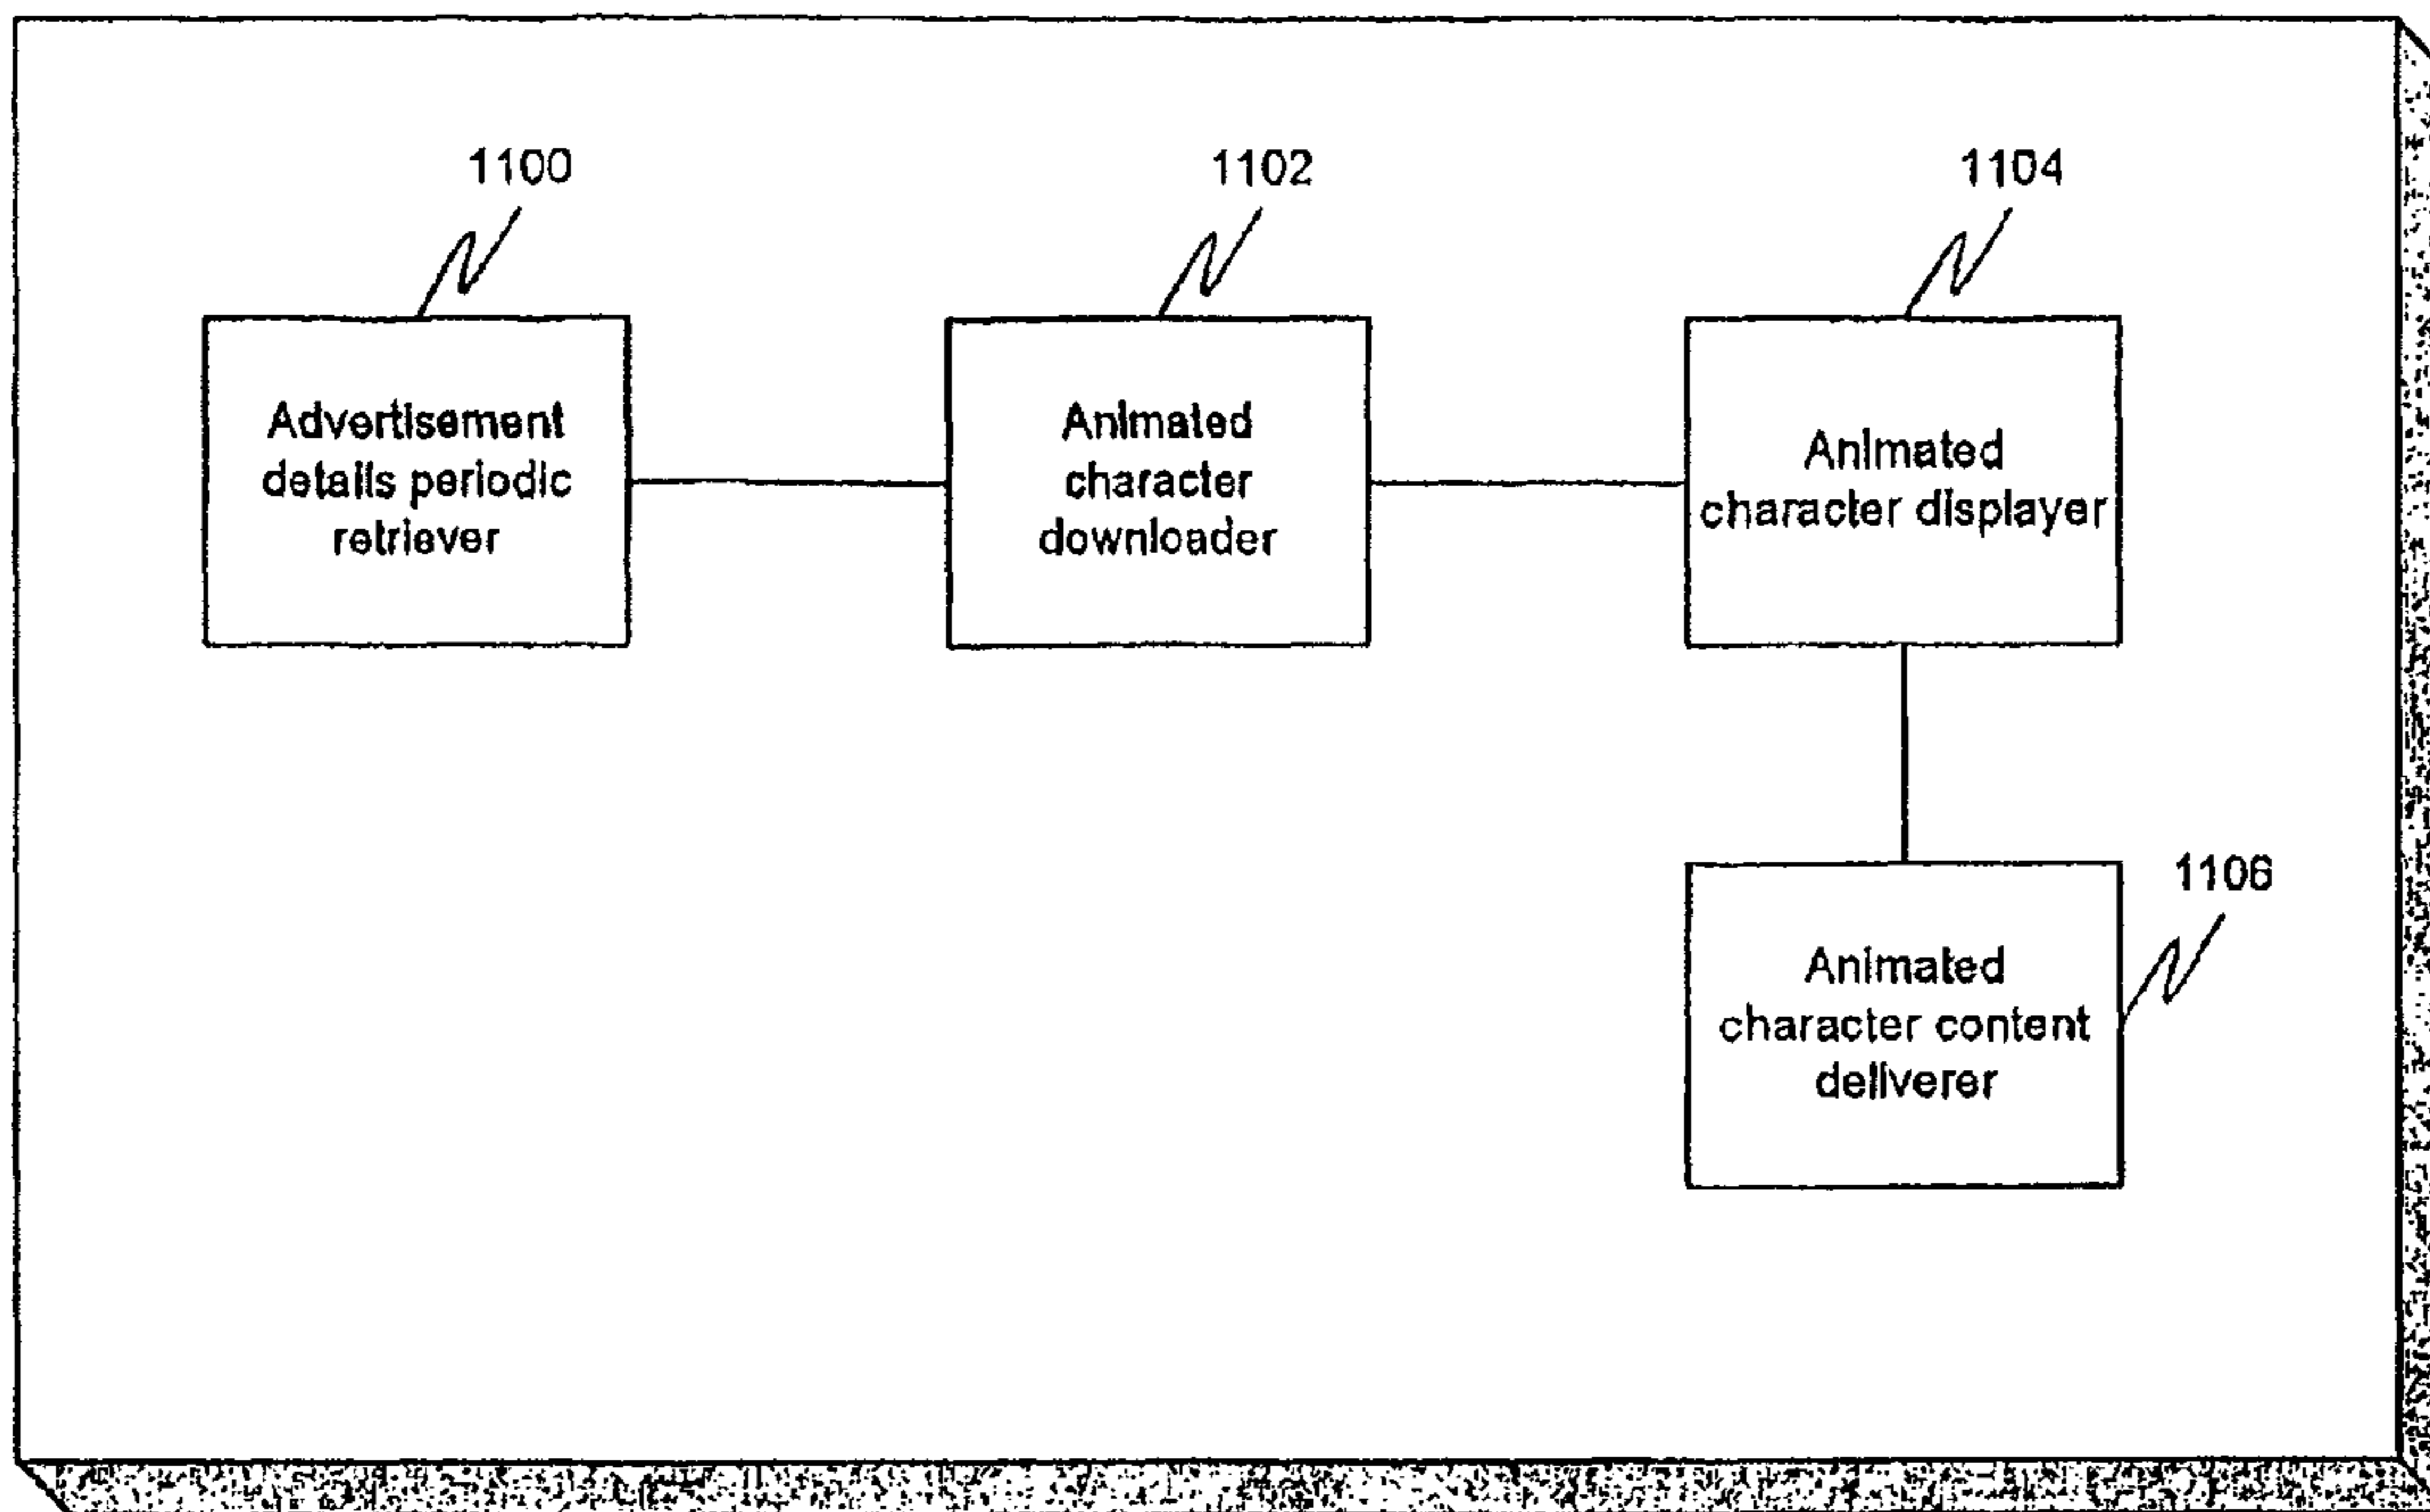 1100
1102
1104
Advertisement
details periodic
retriever
Animated
character
downloader
Animated
character displayer
1106
Animated
character content
deliverer